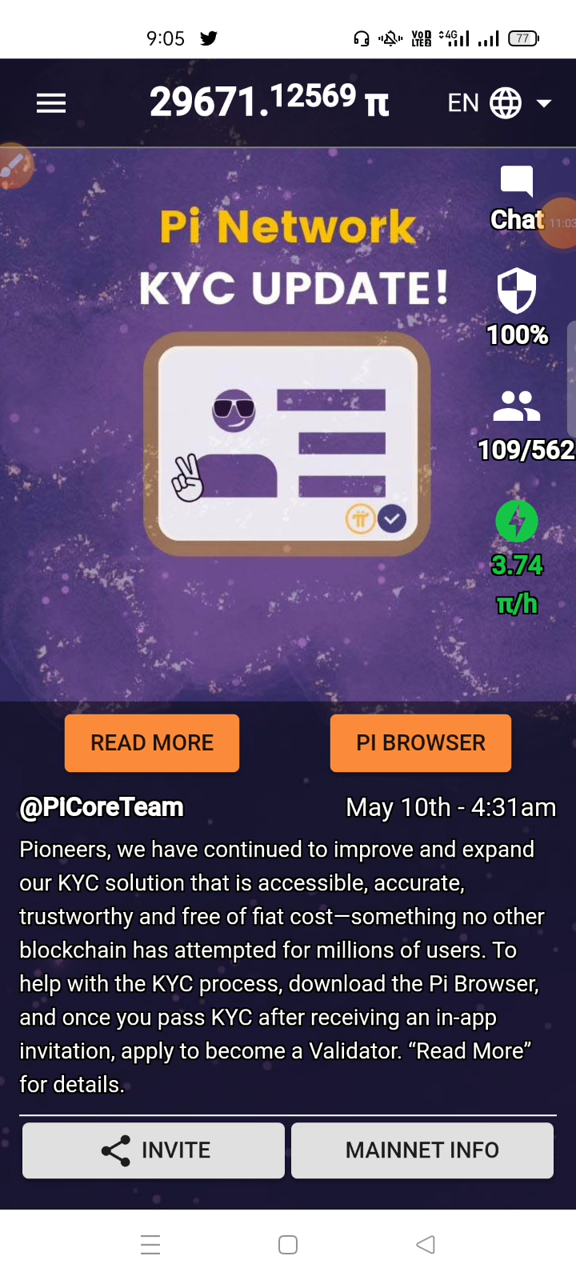 9:05
VoD LTE2 4G 77
29671.12569 π
EN
Pi Network
KYC UPDATE!
Chat
11:03
100%
109/562
3.74
π/h
READ MORE
PI BROWSER
@PiCoreTeam
May 10th - 4:31am
Pioneers, we have continued to improve and expand
our KYC solution that is accessible, accurate,
trustworthy and free of fiat cost—something no other
blockchain has attempted for millions of users. To
help with the KYC process, download the Pi Browser,
and once you pass KYC after receiving an in-app
invitation, apply to become a Validator. “Read More”
for details.
INVITE
MAINNET INFO